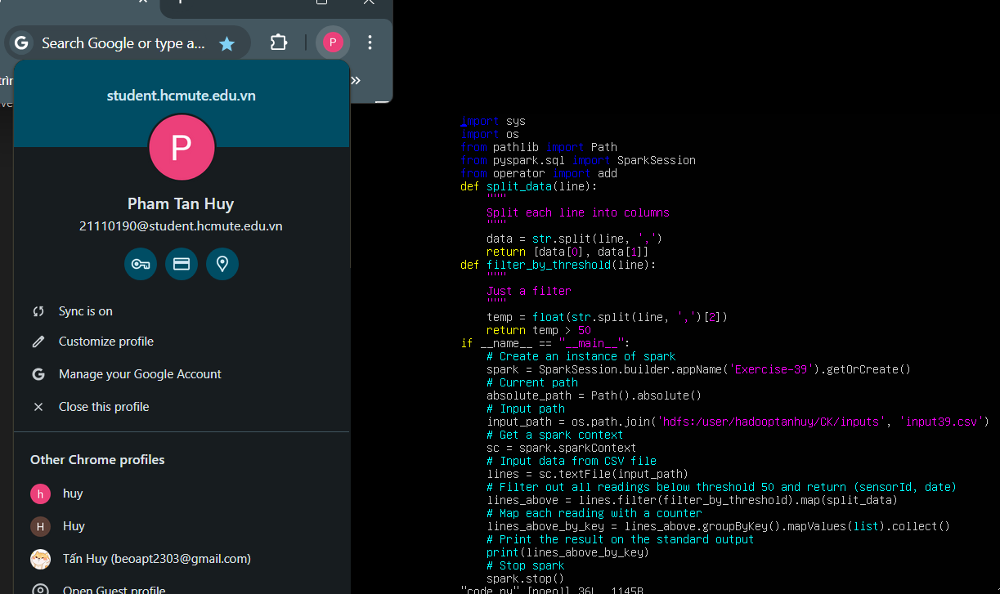 Search Google or type a...
P
student.hcmute.edu.vn
P
Pham Tan Huy
21110190@student.hcmute.edu.vn
Sync is on
Customize profile
Manage your Google Account
Close this profile
Other Chrome profiles
h huy
H Huy
Tấn Huy (beoapt2303@gmail.com)
Open Guest profile
import sys
import os
from pathlib import Path
from pyspark.sql import SparkSession
from operator import add
def split_data(line):
    """
    Split each line into columns
    """
    data = str.split(line, ',')
    return [data[0], data[1]]
def filter_by_threshold(line):
    """
    Just a filter
    """
    temp = float(str.split(line, ',')[2])
    return temp > 50
if __name__ == "__main__":
    # Create an instance of spark
    spark = SparkSession.builder.appName('Exercise-39').getOrCreate()
    # Current path
    absolute_path = Path().absolute()
    # Input path
    input_path = os.path.join('hdfs:/user/hadooptanhuy/CK/inputs', 'input39.csv')
    # Get a spark context
    sc = spark.sparkContext
    # Input data from CSV file
    lines = sc.textFile(input_path)
    # Filter out all readings below threshold 50 and return (sensorId, date)
    lines_above = lines.filter(filter_by_threshold).map(split_data)
    # Map each reading with a counter
    lines_above_by_key = lines_above.groupByKey().mapValues(list).collect()
    # Print the result on the standard output
    print(lines_above_by_key)
    # Stop spark
    spark.stop()
"code.py" [noeol] 36L, 1145B